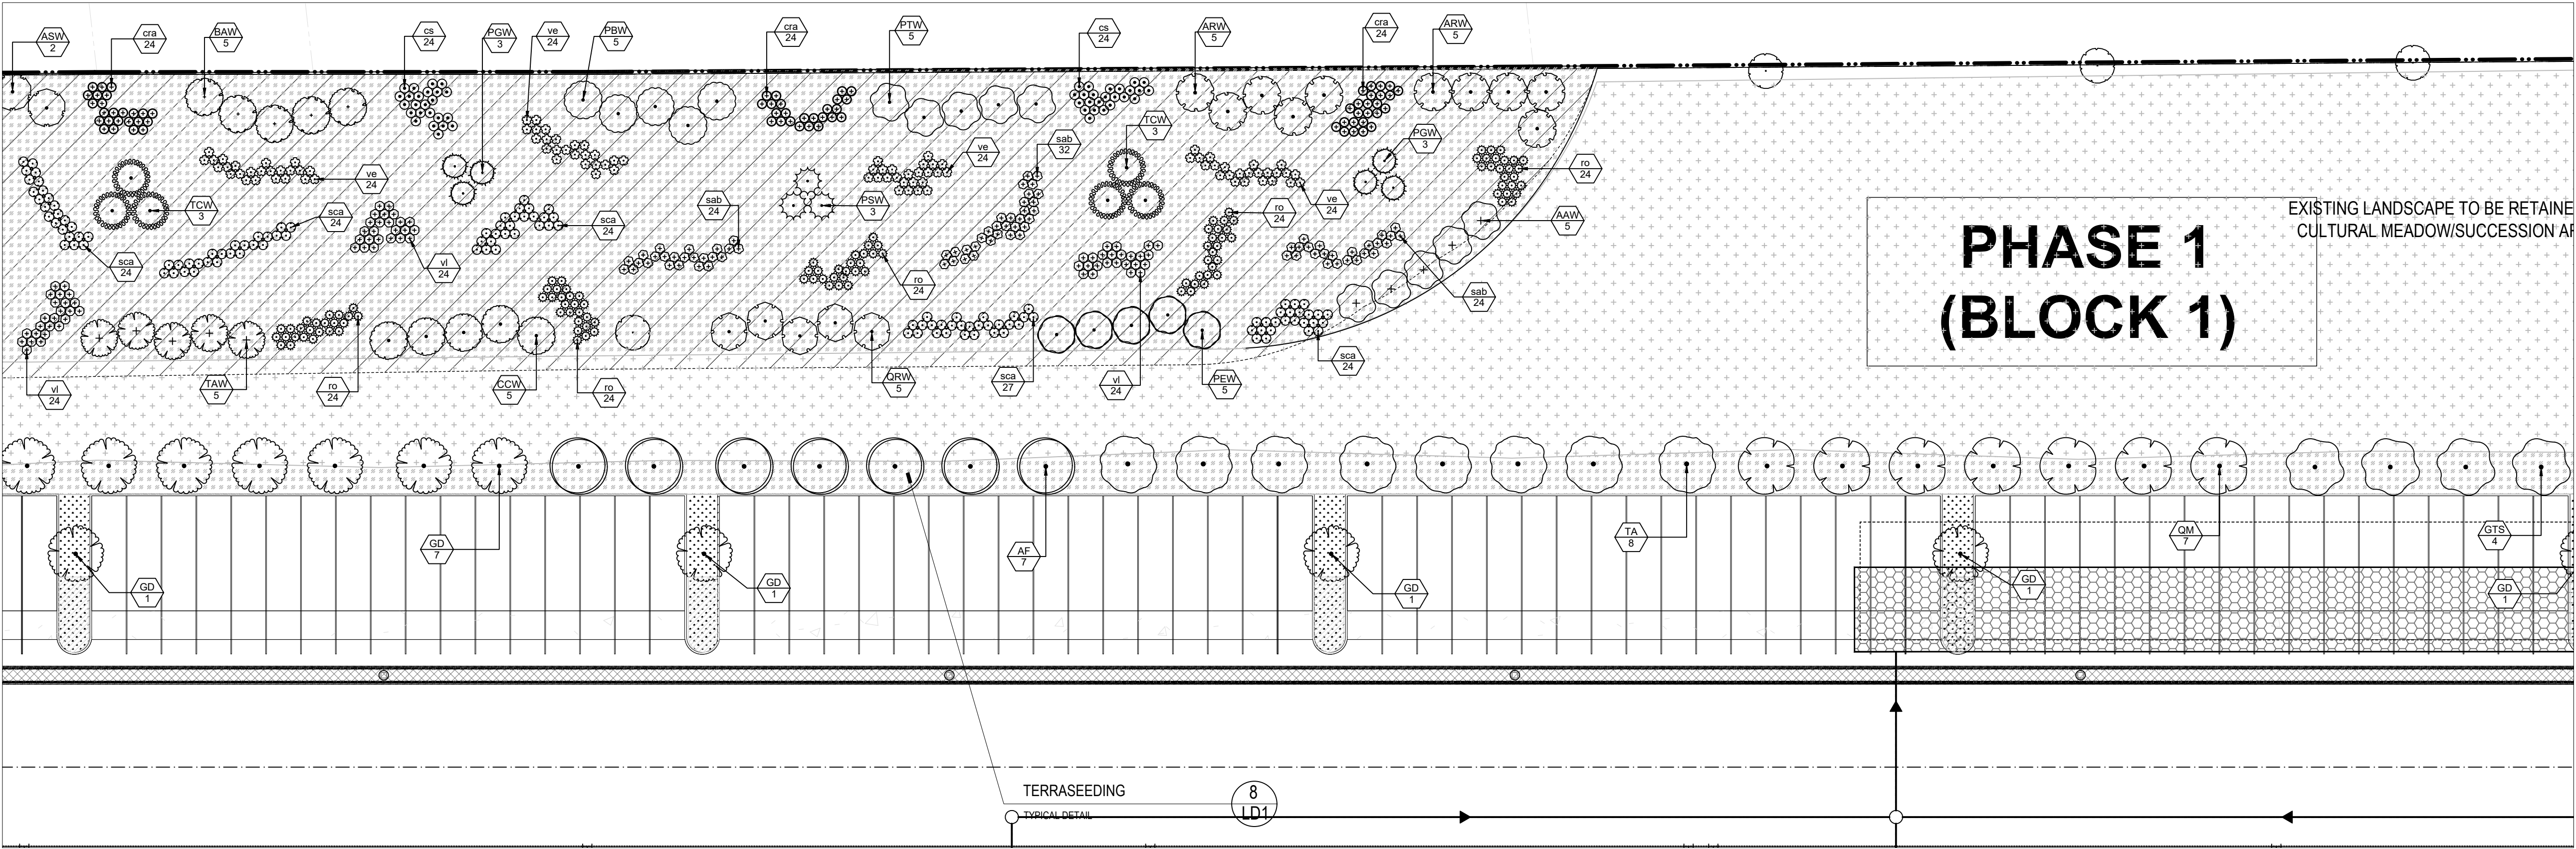 ASW
2
cra
24
BAW
5
cs
24
PGW
3
ve
24
PBW
5
cra
24
PTW
5
cs
24
ARW
5
cra
24
ARW
5
TCW
3
PGW
3
sab
32
ve
24
ve
24
ro
24
TCW
3
sca
24
sca
24
sab
24
PSW
3
ro
24
ve
24
AAW
5
sca
24
vl
24
ro
24
sab
24
PHASE 1
(BLOCK 1)
EXISTING LANDSCAPE TO BE RETAINE
CULTURAL MEADOW/SUCCESSION
vl
24
TAW
5
ro
24
CCW
5
ro
24
QRW
5
sca
27
vl
24
PEW
5
sca
24
GD
7
AF
7
TA
8
QM
7
GTS
4
GD
1
GD
1
GD
1
GD
1
GD
1
TERRASEEDING
TYPICAL DETAIL
8
LD1